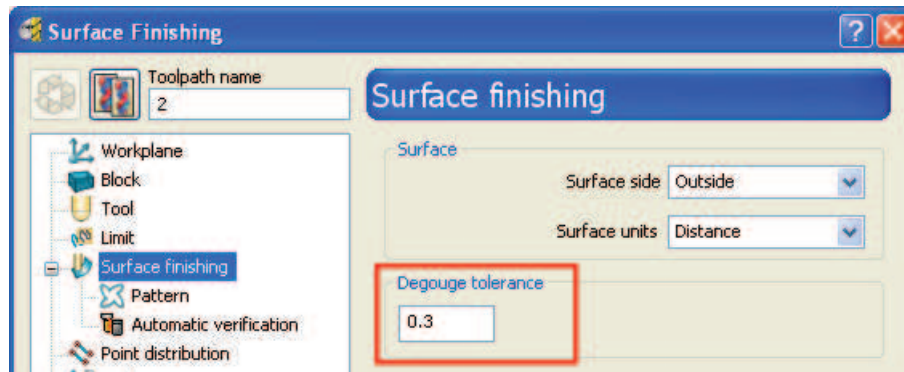 Surface Finishing
Toolpath name
2
Surface finishing
Workplane
Block
Tool
Limit
Surface finishing
Pattern
Automatic verification
Point distribution
Surface
Surface side Outside
Surface units Distance
Degouge tolerance
0.3